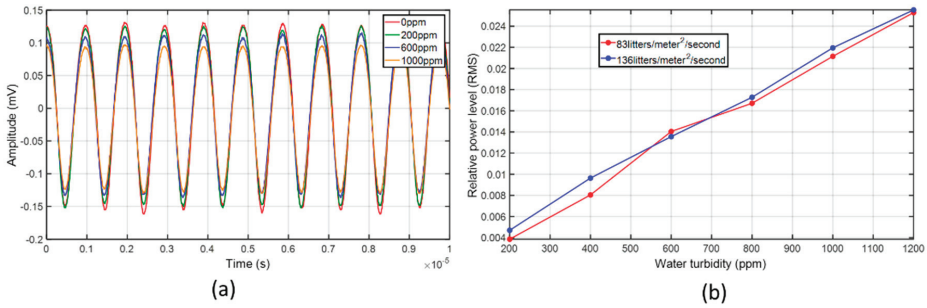 0.15
0.1
0.05
0
-0.05
-0.1
-0.15
-0.2
Amplitude (mV)
0ppm
200ppm
600ppm
1000ppm
0 0.1 0.2 0.3 0.4 0.5 0.6 0.7 0.8 0.9 1
Time (s)
×10⁻⁵
(a)
0.024
0.022
0.02
0.018
0.016
0.014
0.012
0.01
0.008
0.006
0.004
Relative power level (RMS)
83litters/meter²/second
136litters/meter²/second
200 300 400 500 600 700 800 900 1000 1100 1200
Water turbidity (ppm)
(b)